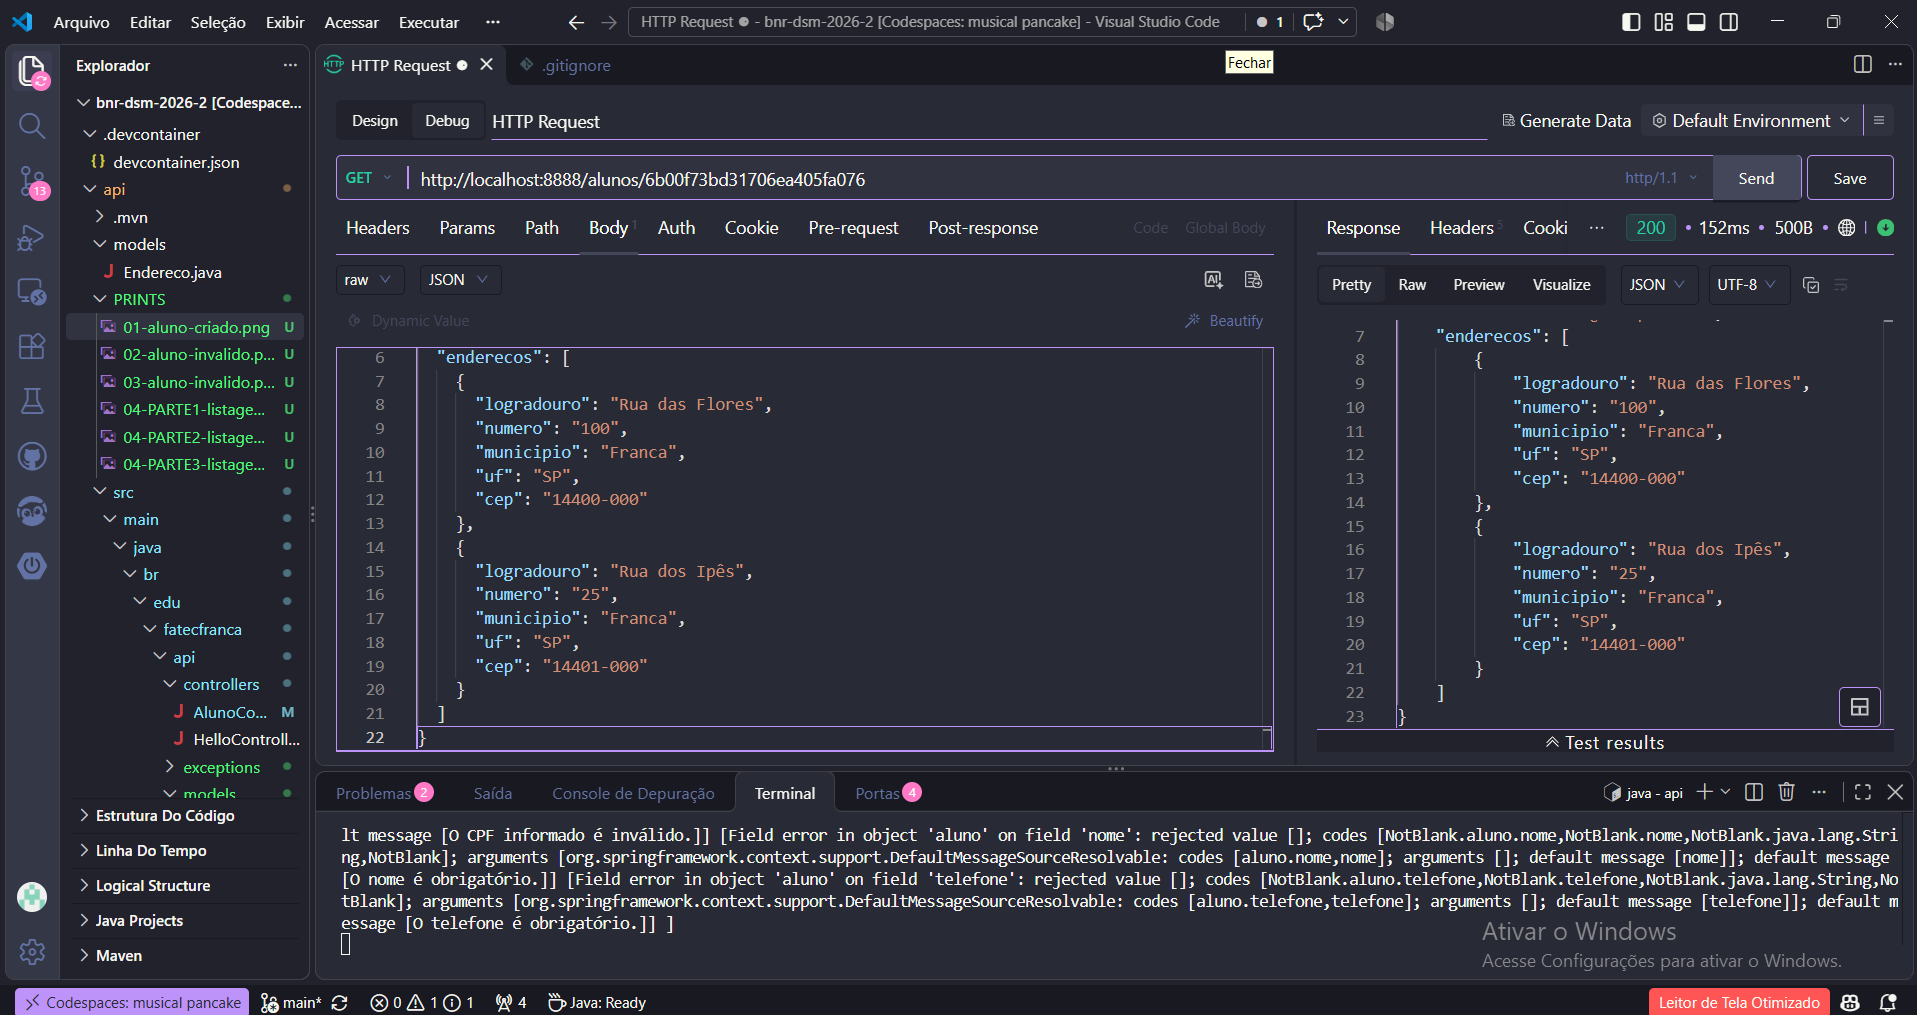 Arquivo Editar Seleção Exibir Acessar Executar ··· HTTP Request ● - bnr-dsm-2026-2 [Codespaces: musical pancake] - Visual Studio Code 1
Explorador
HTTP Request
.gitignore
Fechar
bnr-dsm-2026-2 [Codespace...
.devcontainer
{} devcontainer.json
api
.mvn
models
J Endereco.java
PRINTS
01-aluno-criado.png U
02-aluno-invalido.p... U
03-aluno-invalido.p... U
04-PARTE1-listage... U
04-PARTE2-listage... U
04-PARTE3-listage... U
src
main
java
br
edu
fatecfranca
api
controllers
J AlunoCo... M
J HelloControll...
exceptions
models
Estrutura Do Código
Linha Do Tempo
Logical Structure
Java Projects
Maven
13
Design Debug HTTP Request Generate Data Default Environment
GET http://localhost:8888/alunos/6b00f73bd31706ea405fa076 http/1.1 Send Save
Headers Params Path Body 1 Auth Cookie Pre-request Post-response Code Global Body
raw JSON
Dynamic Value Beautify
6 "enderecos": [
7 {
8 "logradouro": "Rua das Flores",
9 "numero": "100",
10 "municipio": "Franca",
11 "uf": "SP",
12 "cep": "14400-000"
13 },
14 {
15 "logradouro": "Rua dos Ipês",
16 "numero": "25",
17 "municipio": "Franca",
18 "uf": "SP",
19 "cep": "14401-000"
20 }
21 ]
22 }
Response Headers 5 Cooki ··· 200 • 152ms • 500B
Pretty Raw Preview Visualize JSON UTF-8
7 "enderecos": [
8 {
9 "logradouro": "Rua das Flores",
10 "numero": "100",
11 "municipio": "Franca",
12 "uf": "SP",
13 "cep": "14400-000"
14 },
15 {
16 "logradouro": "Rua dos Ipês",
17 "numero": "25",
18 "municipio": "Franca",
19 "uf": "SP",
20 "cep": "14401-000"
21 }
22 ]
23 }
Test results
Problemas 2 Saída Console de Depuração Terminal Portas 4 java - api
lt message [O CPF informado é inválido.]] [Field error in object 'aluno' on field 'nome': rejected value []; codes [NotBlank.aluno.nome,NotBlank.nome,NotBlank.java.lang.Stri
ng,NotBlank]; arguments [org.springframework.context.support.DefaultMessageSourceResolvable: codes [aluno.nome,nome]; arguments []; default message [nome]]; default message
[O nome é obrigatório.]] [Field error in object 'aluno' on field 'telefone': rejected value []; codes [NotBlank.aluno.telefone,NotBlank.telefone,NotBlank.java.lang.String,No
tBlank]; arguments [org.springframework.context.support.DefaultMessageSourceResolvable: codes [aluno.telefone,telefone]; arguments []; default message [telefone]]; default m
essage [O telefone é obrigatório.]] ]
Ativar o Windows
Acesse Configurações para ativar o Windows.
Codespaces: musical pancake main* 0 1 1 4 Java: Ready Leitor de Tela Otimizado